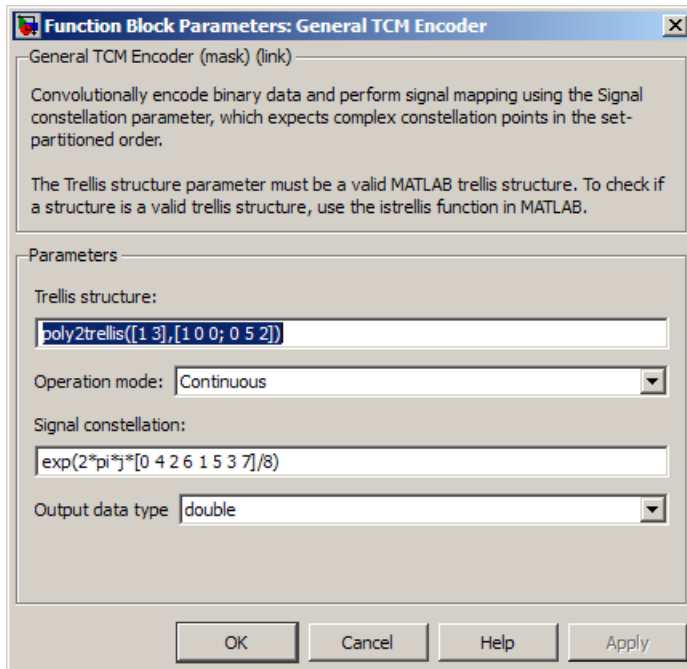 Function Block Parameters: General TCM Encoder
General TCM Encoder (mask) (link)
Convolutionally encode binary data and perform signal mapping using the Signal
constellation parameter, which expects complex constellation points in the set-
partitioned order.
The Trellis structure parameter must be a valid MATLAB trellis structure. To check if
a structure is a valid trellis structure, use the istrellis function in MATLAB.
Parameters
Trellis structure:
poly2trellis([1 3],[1 0 0; 0 5 2])
Operation mode: Continuous
Signal constellation:
exp(2*pi*j*[0 4 2 6 1 5 3 7]/8)
Output data type double
OK Cancel Help Apply